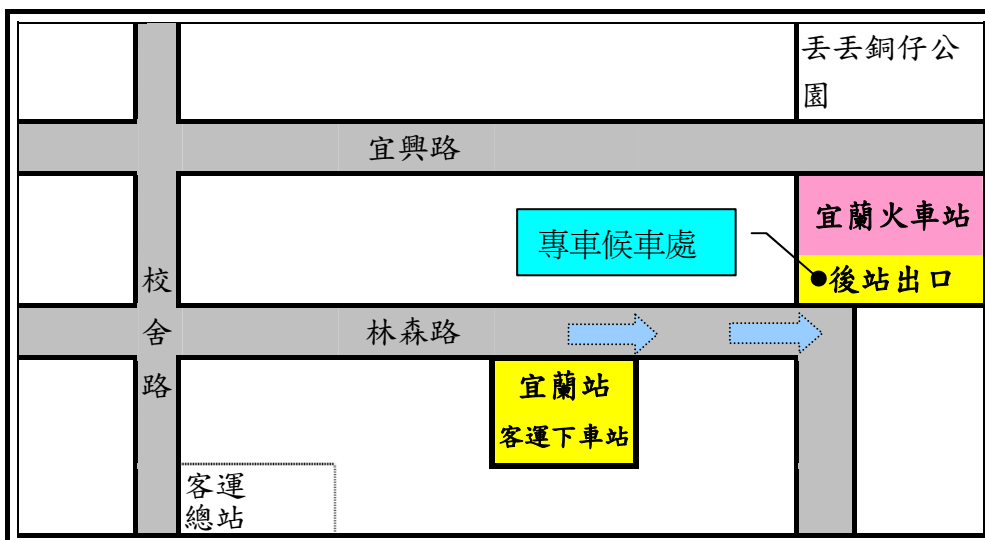 丟丟銅仔公
園
宜興路
宜蘭火車站
專車候車處
●後站出口
校
舍
路
林森路
宜蘭站
客運下車站
客運
總站